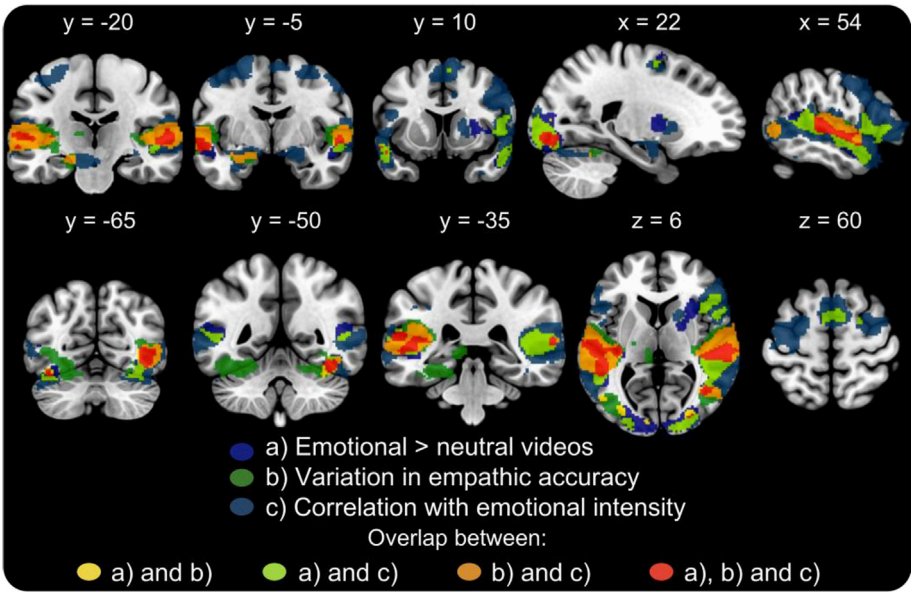 y = -20 y = -5 y = 10 x = 22 x = 54
y = -65 y = -50 y = -35 z = 6 z = 60
a) Emotional > neutral videos
b) Variation in empathic accuracy
c) Correlation with emotional intensity
Overlap between:
a) and b) a) and c) b) and c) a), b) and c)